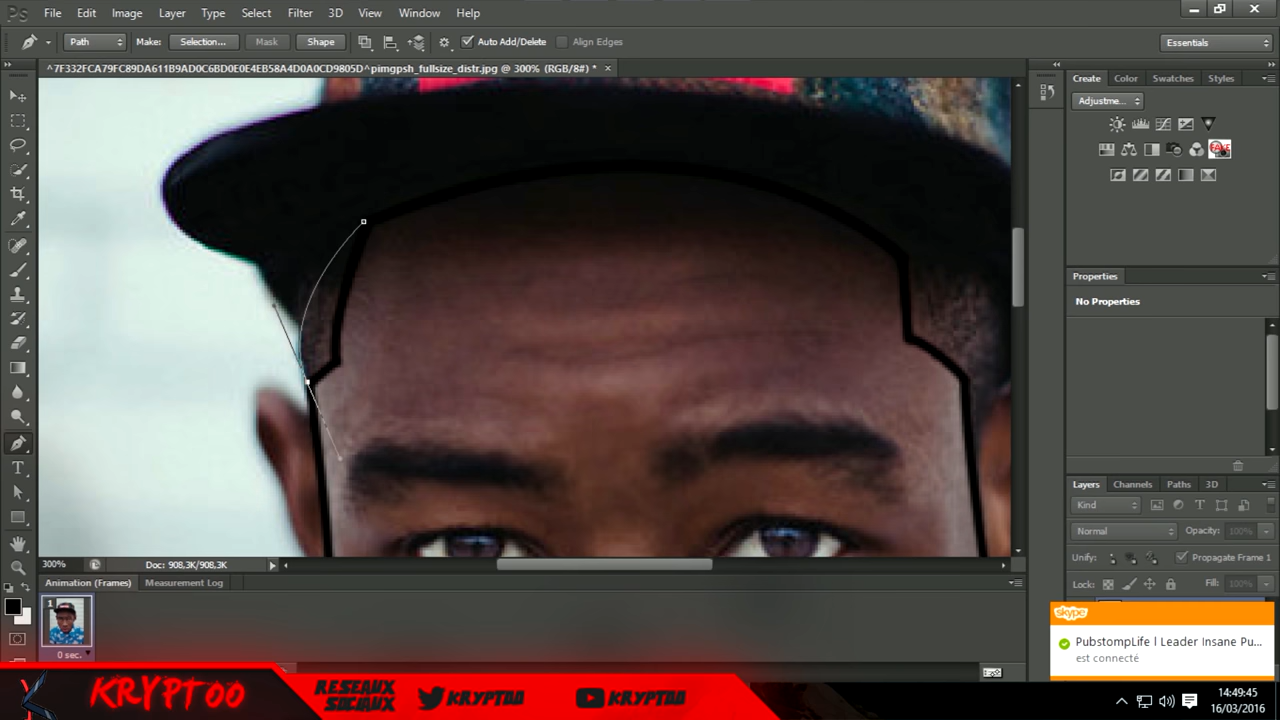 Ps File Edit Image Layer Type Select Filter 3D View Window Help
Path Make: Selection... Mask Shape Auto Add/Delete Align Edges Essentials
^7F332FCA79FC89DA611B9AD0C6BD0E0E4EB58A4D0A0CD9805D^pimgpsh_fullsize_distr.jpg @ 300% (RGB/8#) * ×
Create Color Swatches Styles
Adjustme...
Properties
No Properties
Layers Channels Paths 3D
Kind
Normal Opacity: 100%
Unify: Propagate Frame 1
Lock: Fill: 100%
300% Doc: 908,3K/908,3K
Animation (Frames) Measurement Log
1
0 sec.
skype
PubstompLife l Leader Insane Pu...
est connecté
KRYPTOO
RESEAUX
SOCIAUX
KRYPTOO
KRYPTOO
14:49:45
16/03/2016